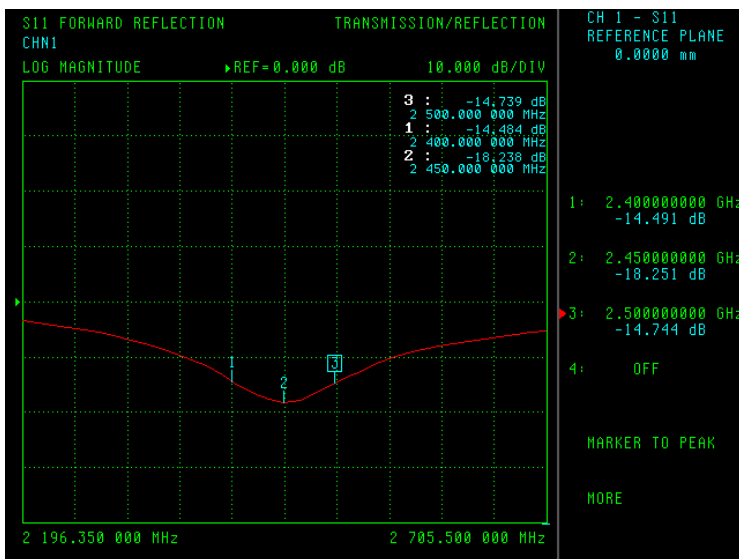 S11 FORWARD REFLECTION TRANSMISSION/REFLECTION
CHN1
LOG MAGNITUDE ▸REF=0.000 dB 10.000 dB/DIV
3 : -14.739 dB
2 500.000 000 MHz
1 : -14.484 dB
2 400.000 000 MHz
2 : -18.238 dB
2 450.000 000 MHz
1
2
3
2 196.350 000 MHz 2 705.500 000 MHz
CH 1 - S11
REFERENCE PLANE
0.0000 mm
1: 2.400000000 GHz
-14.491 dB
2: 2.450000000 GHz
-18.251 dB
▸3: 2.500000000 GHz
-14.744 dB
4: OFF
MARKER TO PEAK
MORE